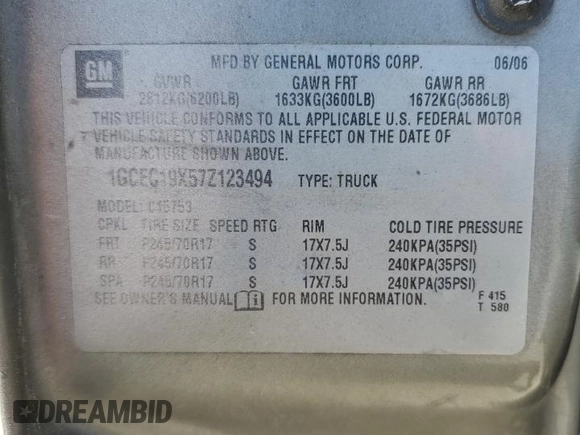 GM
MFD BY GENERAL MOTORS CORP. 06/06
GVWR GAWR FRT GAWR RR
2812KG(6200LB) 1633KG(3600LB) 1672KG(3686LB)
THIS VEHICLE CONFORMS TO ALL APPLICABLE U.S. FEDERAL MOTOR
VEHICLE SAFETY STANDARDS IN EFFECT ON THE DATE OF
MANUFACTURE SHOWN ABOVE.
1GCEC19X57Z123494 TYPE: TRUCK
MODEL: C15753
TIRE SIZE SPEED RTG RIM COLD TIRE PRESSURE
FRT P245/70R17 S 17X7.5J 240KPA(35PSI)
RR P245/70R17 S 17X7.5J 240KPA(35PSI)
SPA P245/70R17 S 17X7.5J 240KPA(35PSI)
SEE OWNER'S MANUAL FOR MORE INFORMATION.
F 415
T 580
DREAMBID